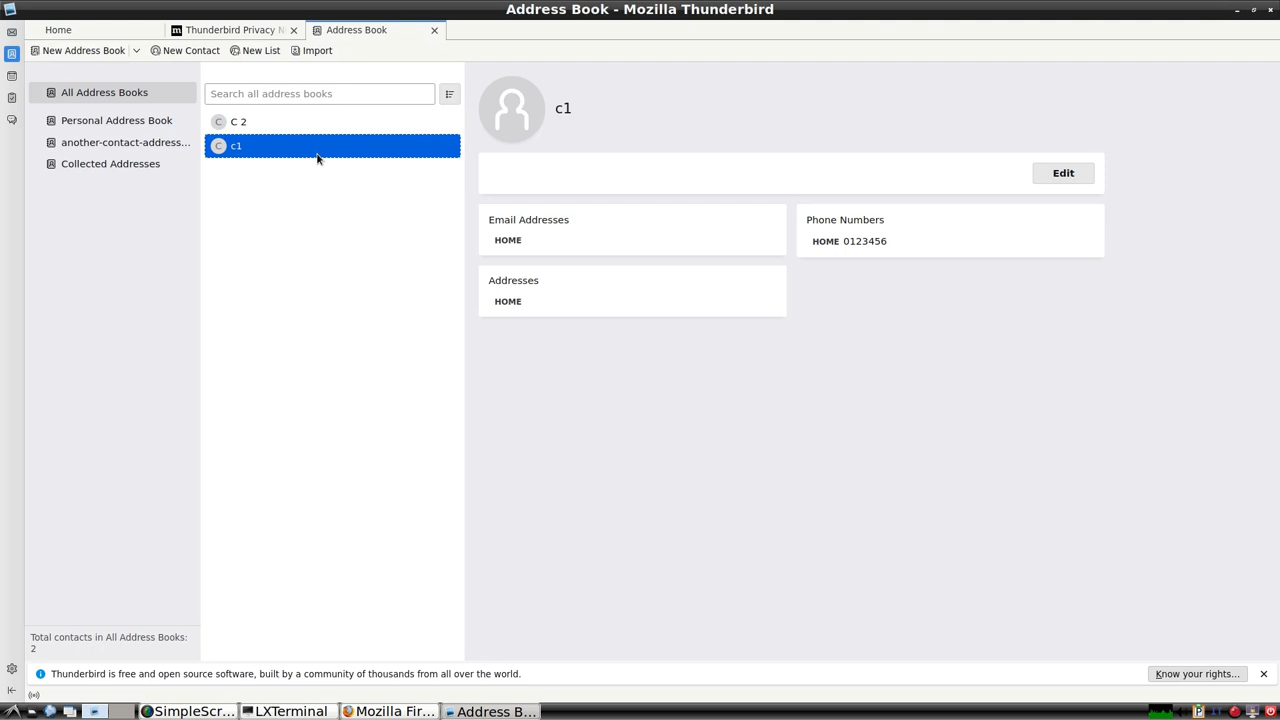 Address Book - Mozilla Thunderbird
Home
Thunderbird Privacy N
Address Book
New Address Book
New Contact
New List
Import
All Address Books
Personal Address Book
another-contact-address...
Collected Addresses
Search all address books
C C 2
C c1
c1
Edit
Email Addresses
HOME
Phone Numbers
HOME 0123456
Addresses
HOME
Total contacts in All Address Books:
2
Thunderbird is free and open source software, built by a community of thousands from all over the world.
Know your rights...
SimpleScr...
LXTerminal
Mozilla Fir...
Address B...